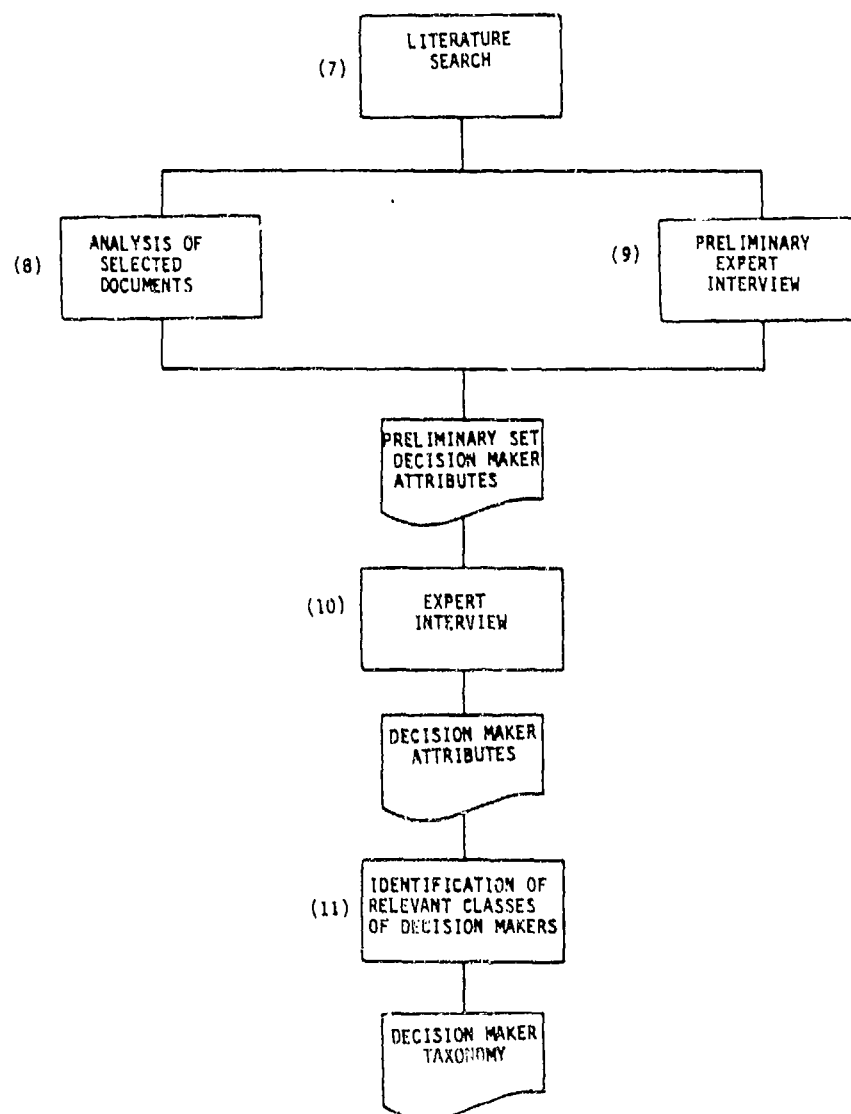 LITERATURE
SEARCH
(7)
ANALYSIS OF
SELECTED
DOCUMENTS
(8)
PRELIMINARY
EXPERT
INTERVIEW
(9)
PRELIMINARY SET
DECISION MAKER
ATTRIBUTES
(10)
EXPERT
INTERVIEW
DECISION MAKER
ATTRIBUTES
(11)
IDENTIFICATION OF
RELEVANT CLASSES
OF DECISION MAKERS
DECISION MAKER
TAXONOMY